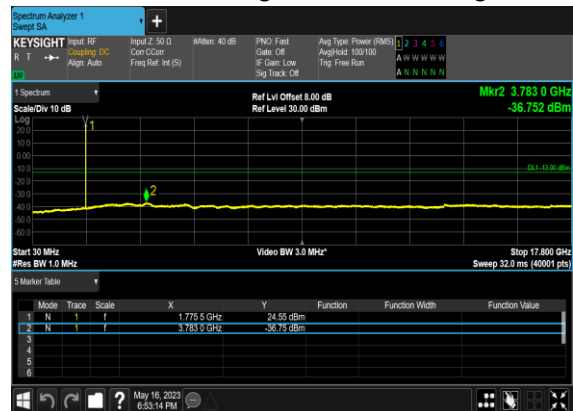 Spectrum Analyzer 1
Swept SA
+
KEYSIGHT Input: RF Input Z: 50 Ω #Atten: 40 dB PNO: Fast Avg Type: Power (RMS) 1 2 3 4 5 6
R T Coupling: DC Corr CCorr Gate: Off Avg|Hold: 100/100 A W W W W W
Align: Auto Freq Ref: Int (S) IF Gain: Low Trig: Free Run A N N N N N
Sig Track: Off
1 Spectrum Ref Lvl Offset 8.00 dB Mkr2 3.783 0 GHz
Scale/Div 10 dB Ref Level 30.00 dBm -36.752 dBm
Log
1
20.0
10.0
0.00
-10.0
DL1 -13.00 dBm
-20.0
-30.0
2
-40.0
-50.0
-60.0
Start 30 MHz Video BW 3.0 MHz* Stop 17.800 GHz
#Res BW 1.0 MHz Sweep 32.0 ms (40001 pts)
5 Marker Table
Mode Trace Scale X Y Function Function Width Function Value
1 N 1 f 1.775 5 GHz 24.55 dBm
2 N 1 f 3.783 0 GHz -36.75 dBm
3
4
5
6
? May 16, 2023
6:53:14 PM